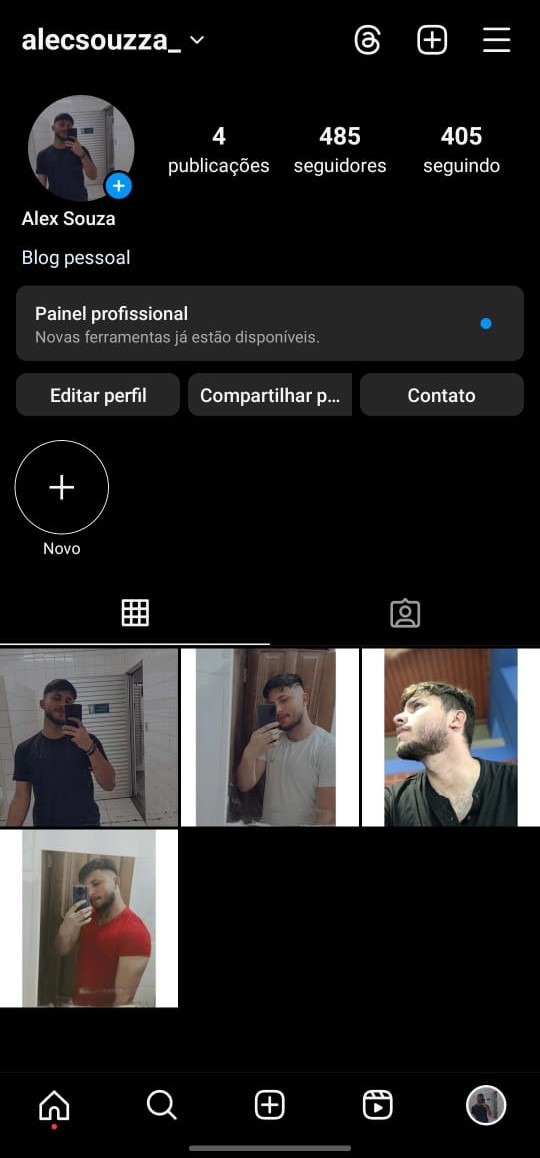 alecsouzza_
4 485 405
publicações seguidores seguindo
Alex Souza
Blog pessoal
Painel profissional
Novas ferramentas já estão disponíveis.
Editar perfil Compartilhar p... Contato
Novo